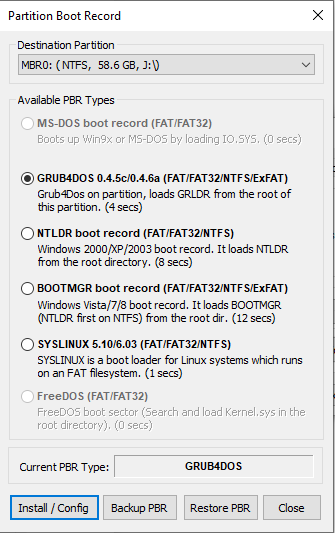 Partition Boot Record
Destination Partition
MBR0: ( NTFS, 58.6 GB, J:\)
Available PBR Types
MS-DOS boot record (FAT/FAT32)
Boots up Win9x or MS-DOS by loading IO.SYS. (0 secs)
GRUB4DOS 0.4.5c/0.4.6a (FAT/FAT32/NTFS/ExFAT)
Grub4Dos on partition, loads GRLDR from the root of
this partition. (4 secs)
NTLDR boot record (FAT/FAT32/NTFS)
Windows 2000/XP/2003 boot record. It loads NTLDR
from the root directory. (8 secs)
BOOTMGR boot record (FAT/FAT32/NTFS/ExFAT)
Windows Vista/7/8 boot record. It loads BOOTMGR
(NTLDR first on NTFS) from the root dir. (12 secs)
SYSLINUX 5.10/6.03 (FAT/FAT32/NTFS)
SYSLINUX is a boot loader for Linux systems which runs
on an FAT filesystem. (1 secs)
FreeDOS (FAT/FAT32)
FreeDOS boot sector (Search and load Kernel.sys in the
root directory). (0 secs)
Current PBR Type: GRUB4DOS
Install / Config Backup PBR Restore PBR Close